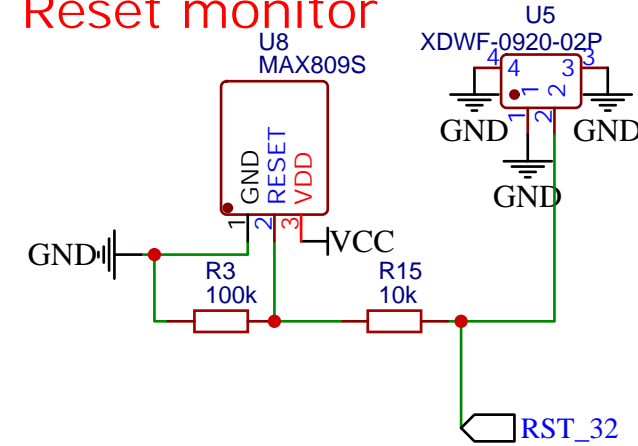 Reset monitor
U8
MAX809S
GND
RESET
VDD
1
2
3
VCC
GND
R3
100k
R15
10k
U5
XDWF-0920-02P
4
4
3
3
1
2
1
2
GND
GND
GND
RST_32